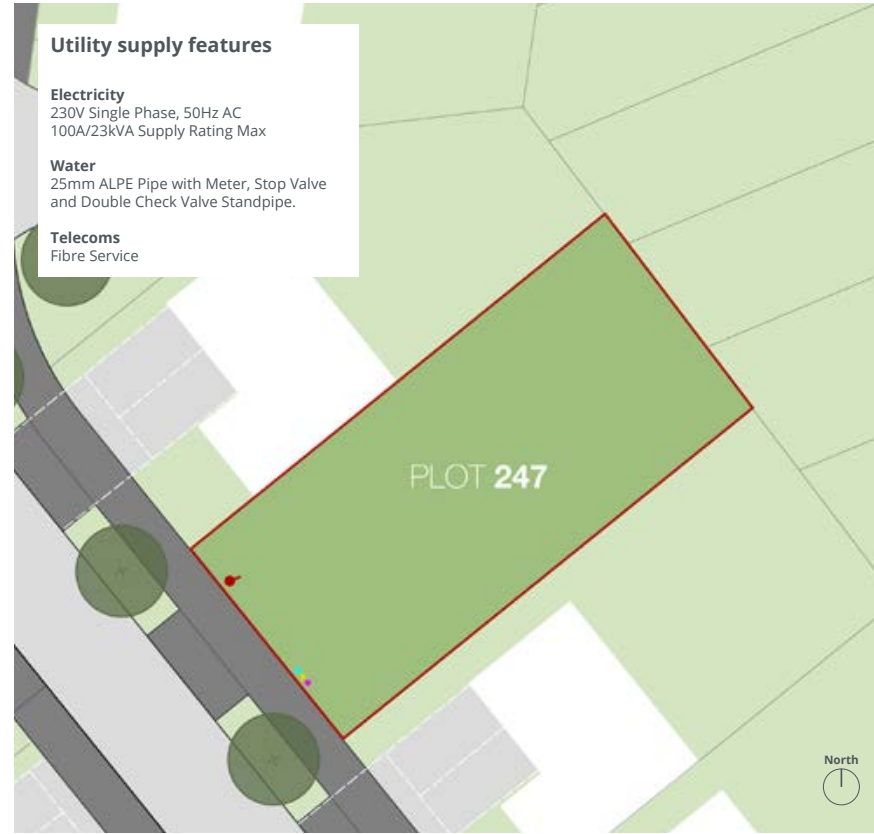 Utility supply features
Electricity
230V Single Phase, 50Hz AC
100A/23kVA Supply Rating Max
Water
25mm ALPE Pipe with Meter, Stop Valve
and Double Check Valve Standpipe.
Telecoms
Fibre Service
PLOT 247
North